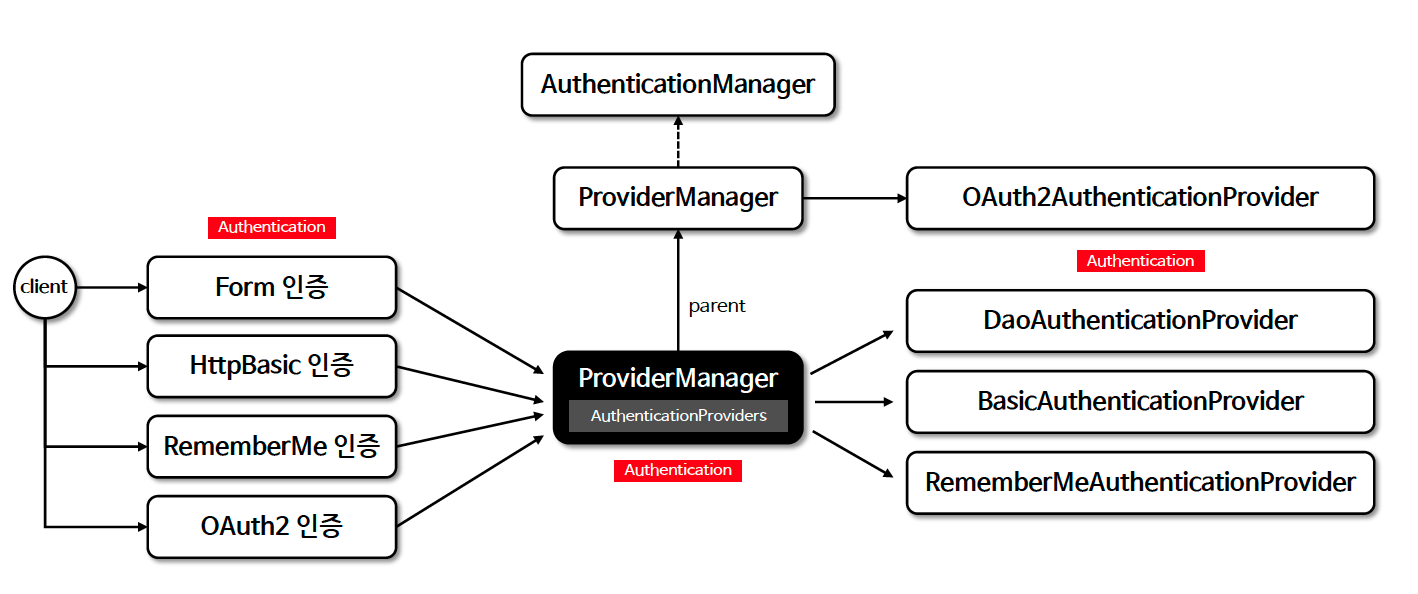 AuthenticationManager
ProviderManager
OAuth2AuthenticationProvider
Authentication
Authentication
client
Form 인증
parent
DaoAuthenticationProvider
HttpBasic 인증
ProviderManager
AuthenticationProviders
BasicAuthenticationProvider
RememberMe 인증
Authentication
RememberMeAuthenticationProvider
OAuth2 인증